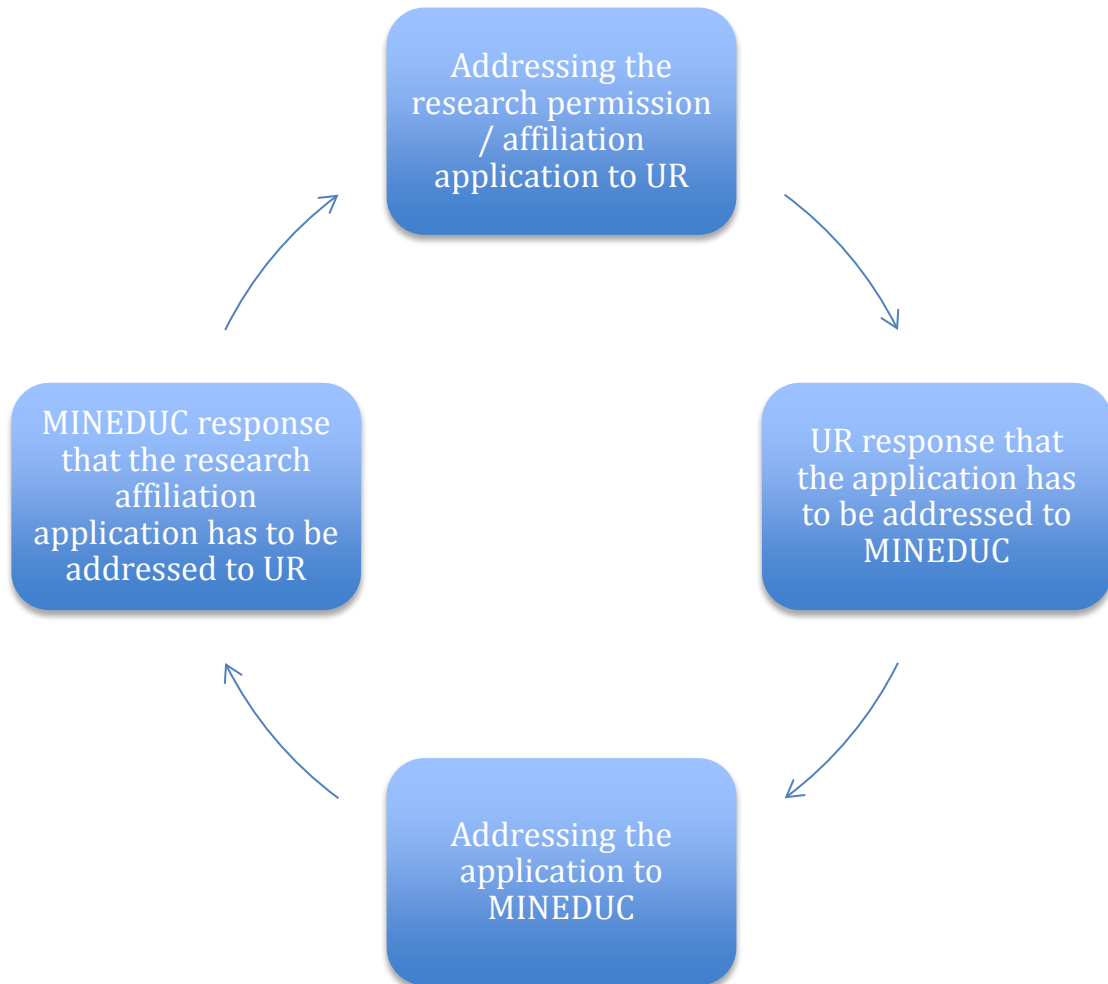 Addressing the
research permission
/ affiliation
application to UR
UR response that
the application has
to be addressed to
MINEDUC
Addressing the
application to
MINEDUC
MINEDUC response
that the research
affiliation
application has to be
addressed to UR